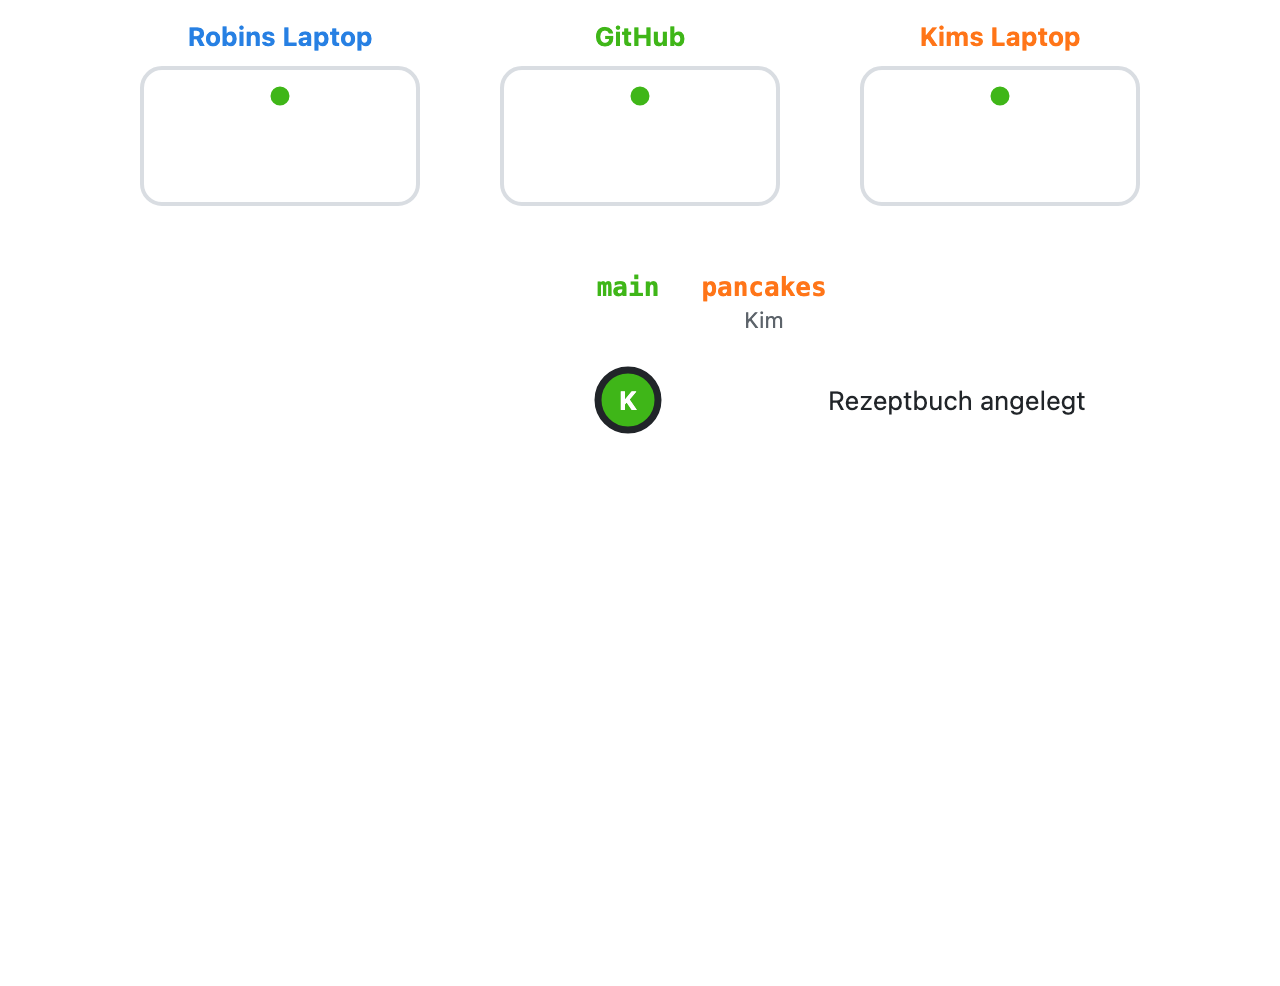 Robins Laptop
GitHub
Kims Laptop
main
pancakes
Kim
K
Rezeptbuch angelegt